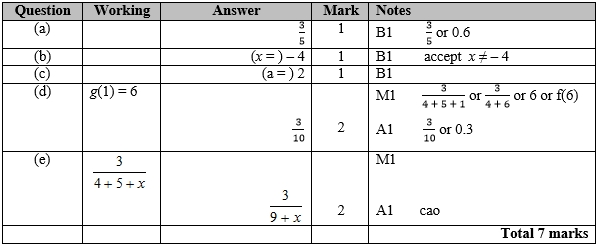 Question Working Answer Mark Notes
(a) 3/5 1 B1 3/5 or 0.6
(b) (x = ) – 4 1 B1 accept x ≠ – 4
(c) (a = ) 2 1 B1
(d) g(1) = 6 M1 3/(4 + 5 + 1) or 3/(4 + 6) or 6 or f(6)
3/10 2 A1 3/10 or 0.3
(e) 3/(4 + 5 + x) M1
3/(9 + x) 2 A1 cao
Total 7 marks